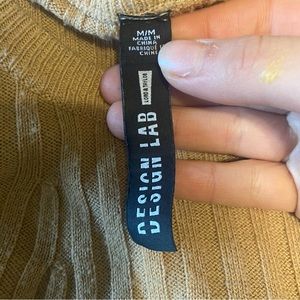 M/M
MADE IN
CHINA
FABRIQUÉ
CHINE
LORD & TAYLOR
DESIGN LAB